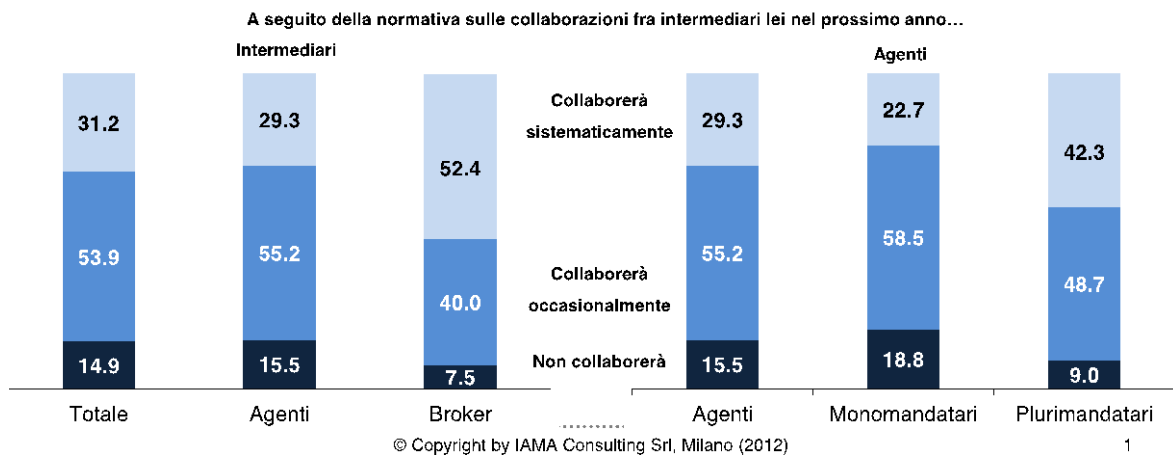 A seguito della normativa sulle collaborazioni fra intermediari lei nel prossimo anno…
Intermediari
Agenti
31.2
29.3
52.4
Collaborerà
sistematicamente
29.3
22.7
42.3
53.9
55.2
40.0
Collaborerà
occasionalmente
55.2
58.5
48.7
14.9
15.5
7.5
Non collaborerà
15.5
18.8
9.0
Totale
Agenti
Broker
Agenti
Monomandatari
Plurimandatari
© Copyright by IAMA Consulting Srl, Milano (2012)
1